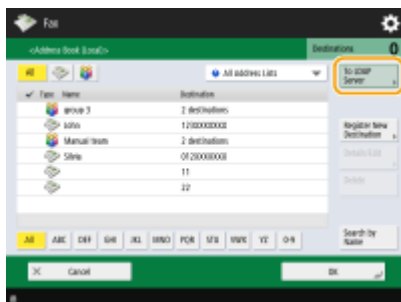 Fax
<Address Book (Local)>
Destinations 0
All
All Address Lists
To LDAP
Server
Type Name Destination
group 3 2 destinations
John
Manual team 2 destinations
Silvia
11
22
Register New
Destination
Details/Edit
Delete
All ABC DEF GHI JKL MNO PQR STU VWX YZ 0-9
Search by
Name
Cancel
OK